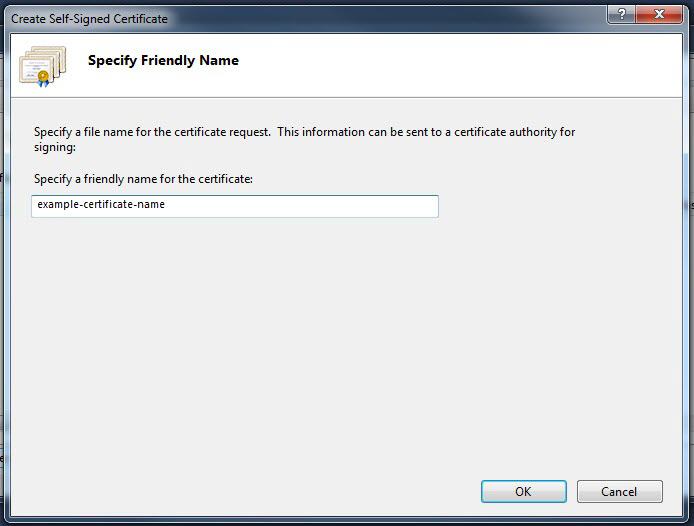 Create Self-Signed Certificate
?
Specify Friendly Name
Specify a file name for the certificate request.  This information can be sent to a certificate authority for
signing:
Specify a friendly name for the certificate:
example-certificate-name
OK
Cancel